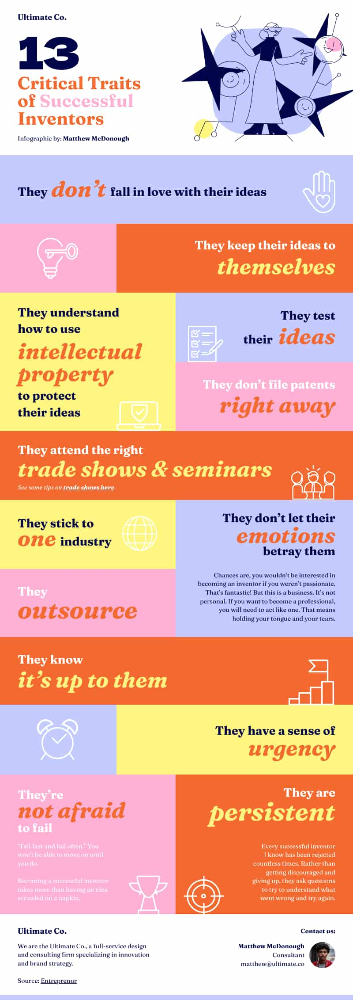 Ultimate Co.
13
Critical Traits
of Successful
Inventors
Infographic by: Matthew McDonough
They don't fall in love with their ideas
They keep their ideas to
themselves
They understand
how to use
intellectual
property
to protect
their ideas
They test
their ideas
They don't file patents
right away
They attend the right
trade shows & seminars
See some tips on trade shows here.
They stick to
one industry
They don't let their
emotions
betray them
Chances are, you wouldn't be interested in
becoming an inventor if you weren't passionate.
That's fantastic! But this is a business. It's not
personal. If you want to become a professional,
you will need to act like one. That means
holding your tongue and your tears.
They
outsource
They know
it's up to them
They have a sense of
urgency
They're
not afraid
to fail
"Fail fast and fail often." You
won't be able to move on until
you do.
Becoming a successful inventor
takes more than having an idea
scrawled on a napkin.
They are
persistent
Every successful inventor
I know has been rejected
countless times. Rather than
getting discouraged and
giving up, they ask questions
to try to understand what
went wrong and try again.
Ultimate Co.
We are the Ultimate Co., a full-service design
and consulting firm specializing in innovation
and brand strategy.
Source: Entreprenur
Contact us:
Matthew McDonough
Consultant
matthew@ultimate.co